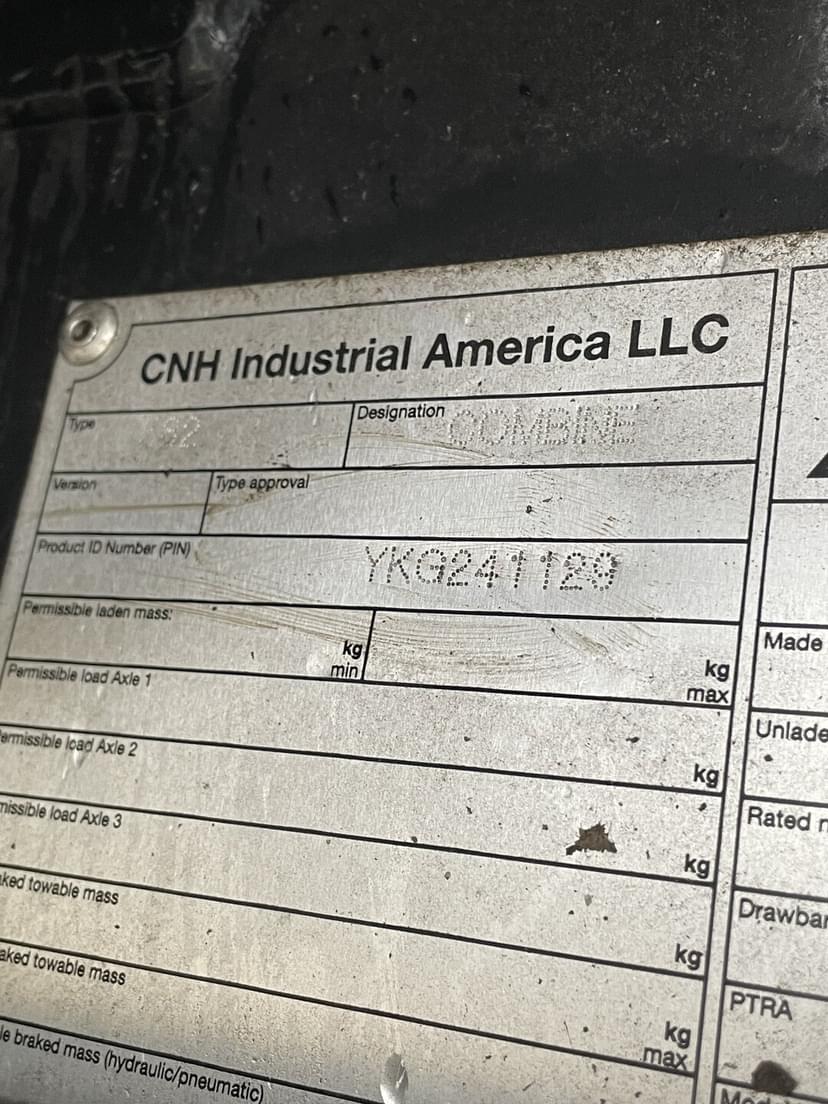 CNH Industrial America LLC
Type 92 Designation COMBINE
Version Type approval
Product ID Number (PIN) YKG241129
Permissible laden mass: kg min kg max
Permissible load Axle 1 kg
ermissible load Axle 2 kg
missible load Axle 3 kg
ked towable mass kg
aked towable mass kg max
le braked mass (hydraulic/pneumatic)
Made
Unlade
Rated
Drawbar
PTRA